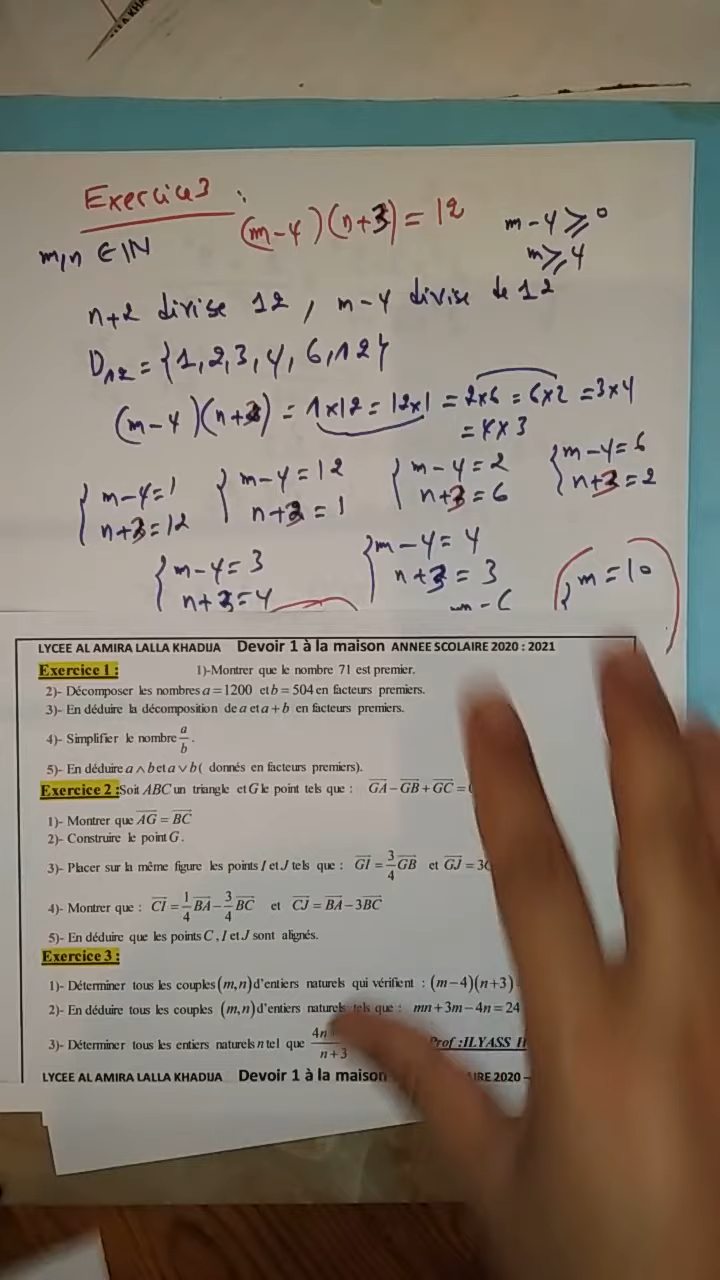 Exercice 3 :
(m-4)(n+3) = 12
m-4 ⩾ 0
m,n ∈ IN
m ⩾ 4
n+2 divise 12 , m-4 divise de 12
D₁₂ = {1, 2, 3, 4, 6, 12}
(m-4)(n+3) = 1×12 = 12×1 = 2×6 = 6×2 = 3×4
= 4×3
{ m-4=1 { m-4=12 { m-4=2 { m-4=6
n+3=12 n+3=1 n+3=6 n+3=2
{ m-4=3 { m-4=4 { m=10
n+3=4 n+3=3
LYCEE AL AMIRA LALLA KHADIJA Devoir 1 à la maison ANNEE SCOLAIRE 2020 : 2021
Exercice 1 : 1)-Montrer que le nombre 71 est premier.
2)- Décomposer les nombres a = 1200 et b = 504 en facteurs premiers.
3)- En déduire la décomposition de a et a + b en facteurs premiers.
4)- Simplifier le nombre a/b.
5)- En déduire a ∧ b et a ∨ b ( donnés en facteurs premiers).
Exercice 2 :Soit ABC un triangle et G le point tels que : GA − GB + GC =
1)- Montrer que AG = BC
2)- Construire le point G .
3)- Placer sur la même figure les points I et J tels que : GI = 3/4 GB et GJ = 3
4)- Montrer que : CI = 1/4 BA − 3/4 BC et CJ = BA − 3BC
5)- En déduire que les points C , I et J sont alignés.
Exercice 3 :
1)- Déterminer tous les couples (m,n) d'entiers naturels qui vérifient : (m−4)(n+3)
2)- En déduire tous les couples (m,n) d'entiers naturels tels que : mn + 3m − 4n = 24
3)- Déterminer tous les entiers naturels n tel que 4n / n+3
Prof :ILYASS
LYCEE AL AMIRA LALLA KHADIJA Devoir 1 à la maison AIRE 2020 –